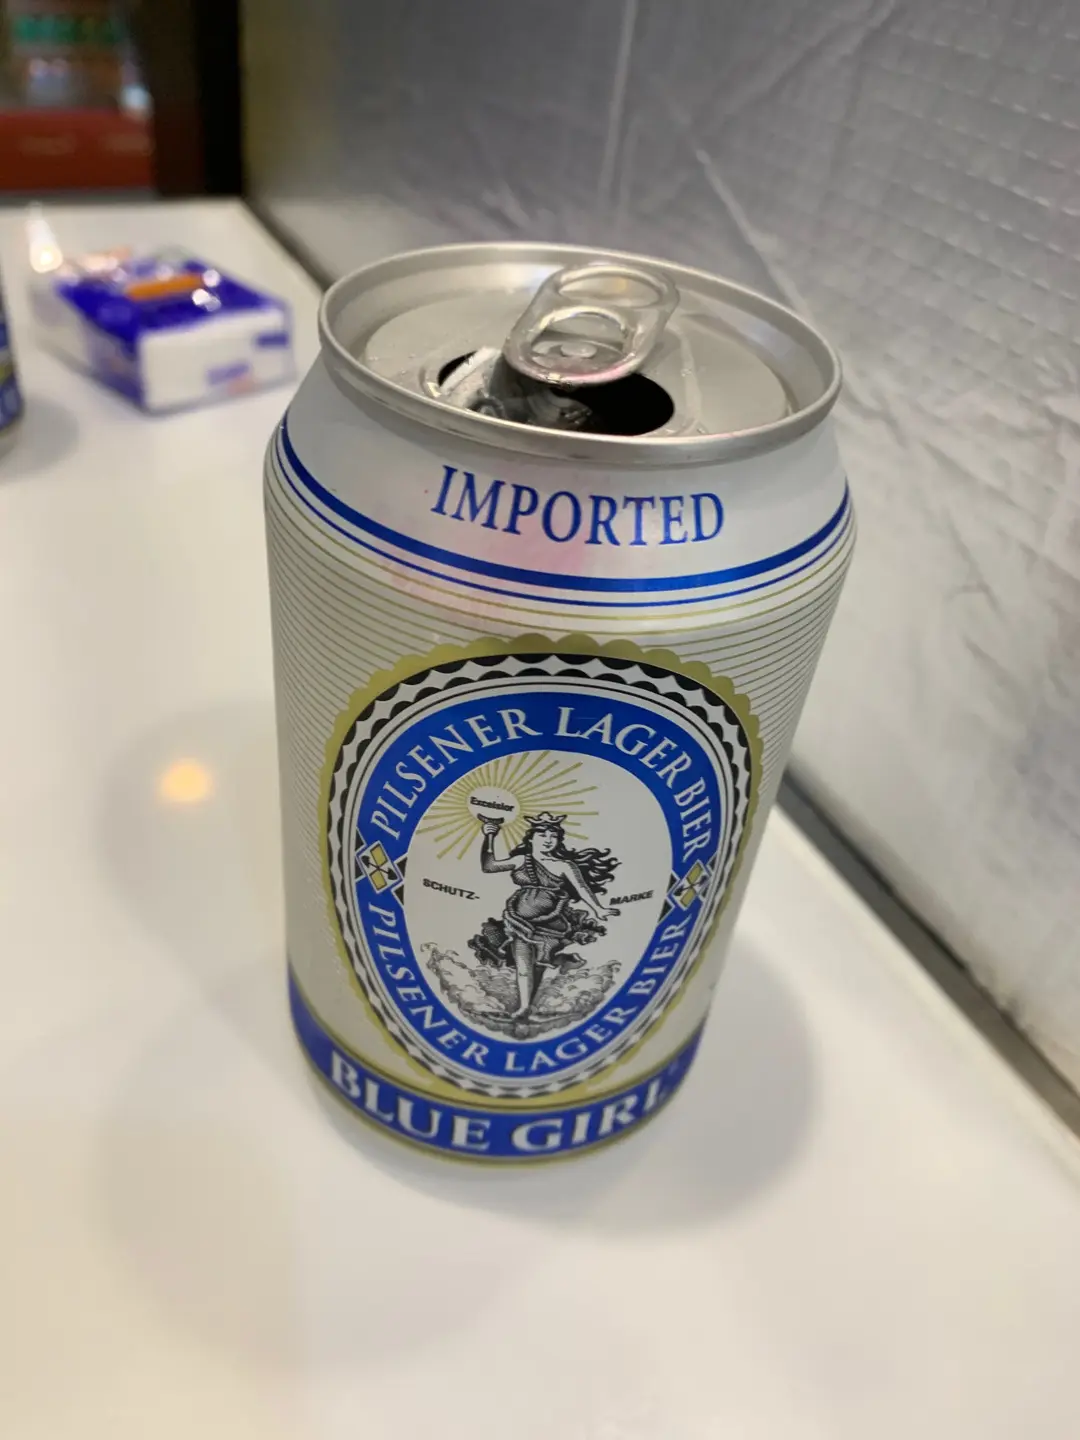 IMPORTED
PILSENER LAGER BIER
Excelsior
SCHUTZ-
MARKE
PILSENER LAGER BIER
BLUE GIRL